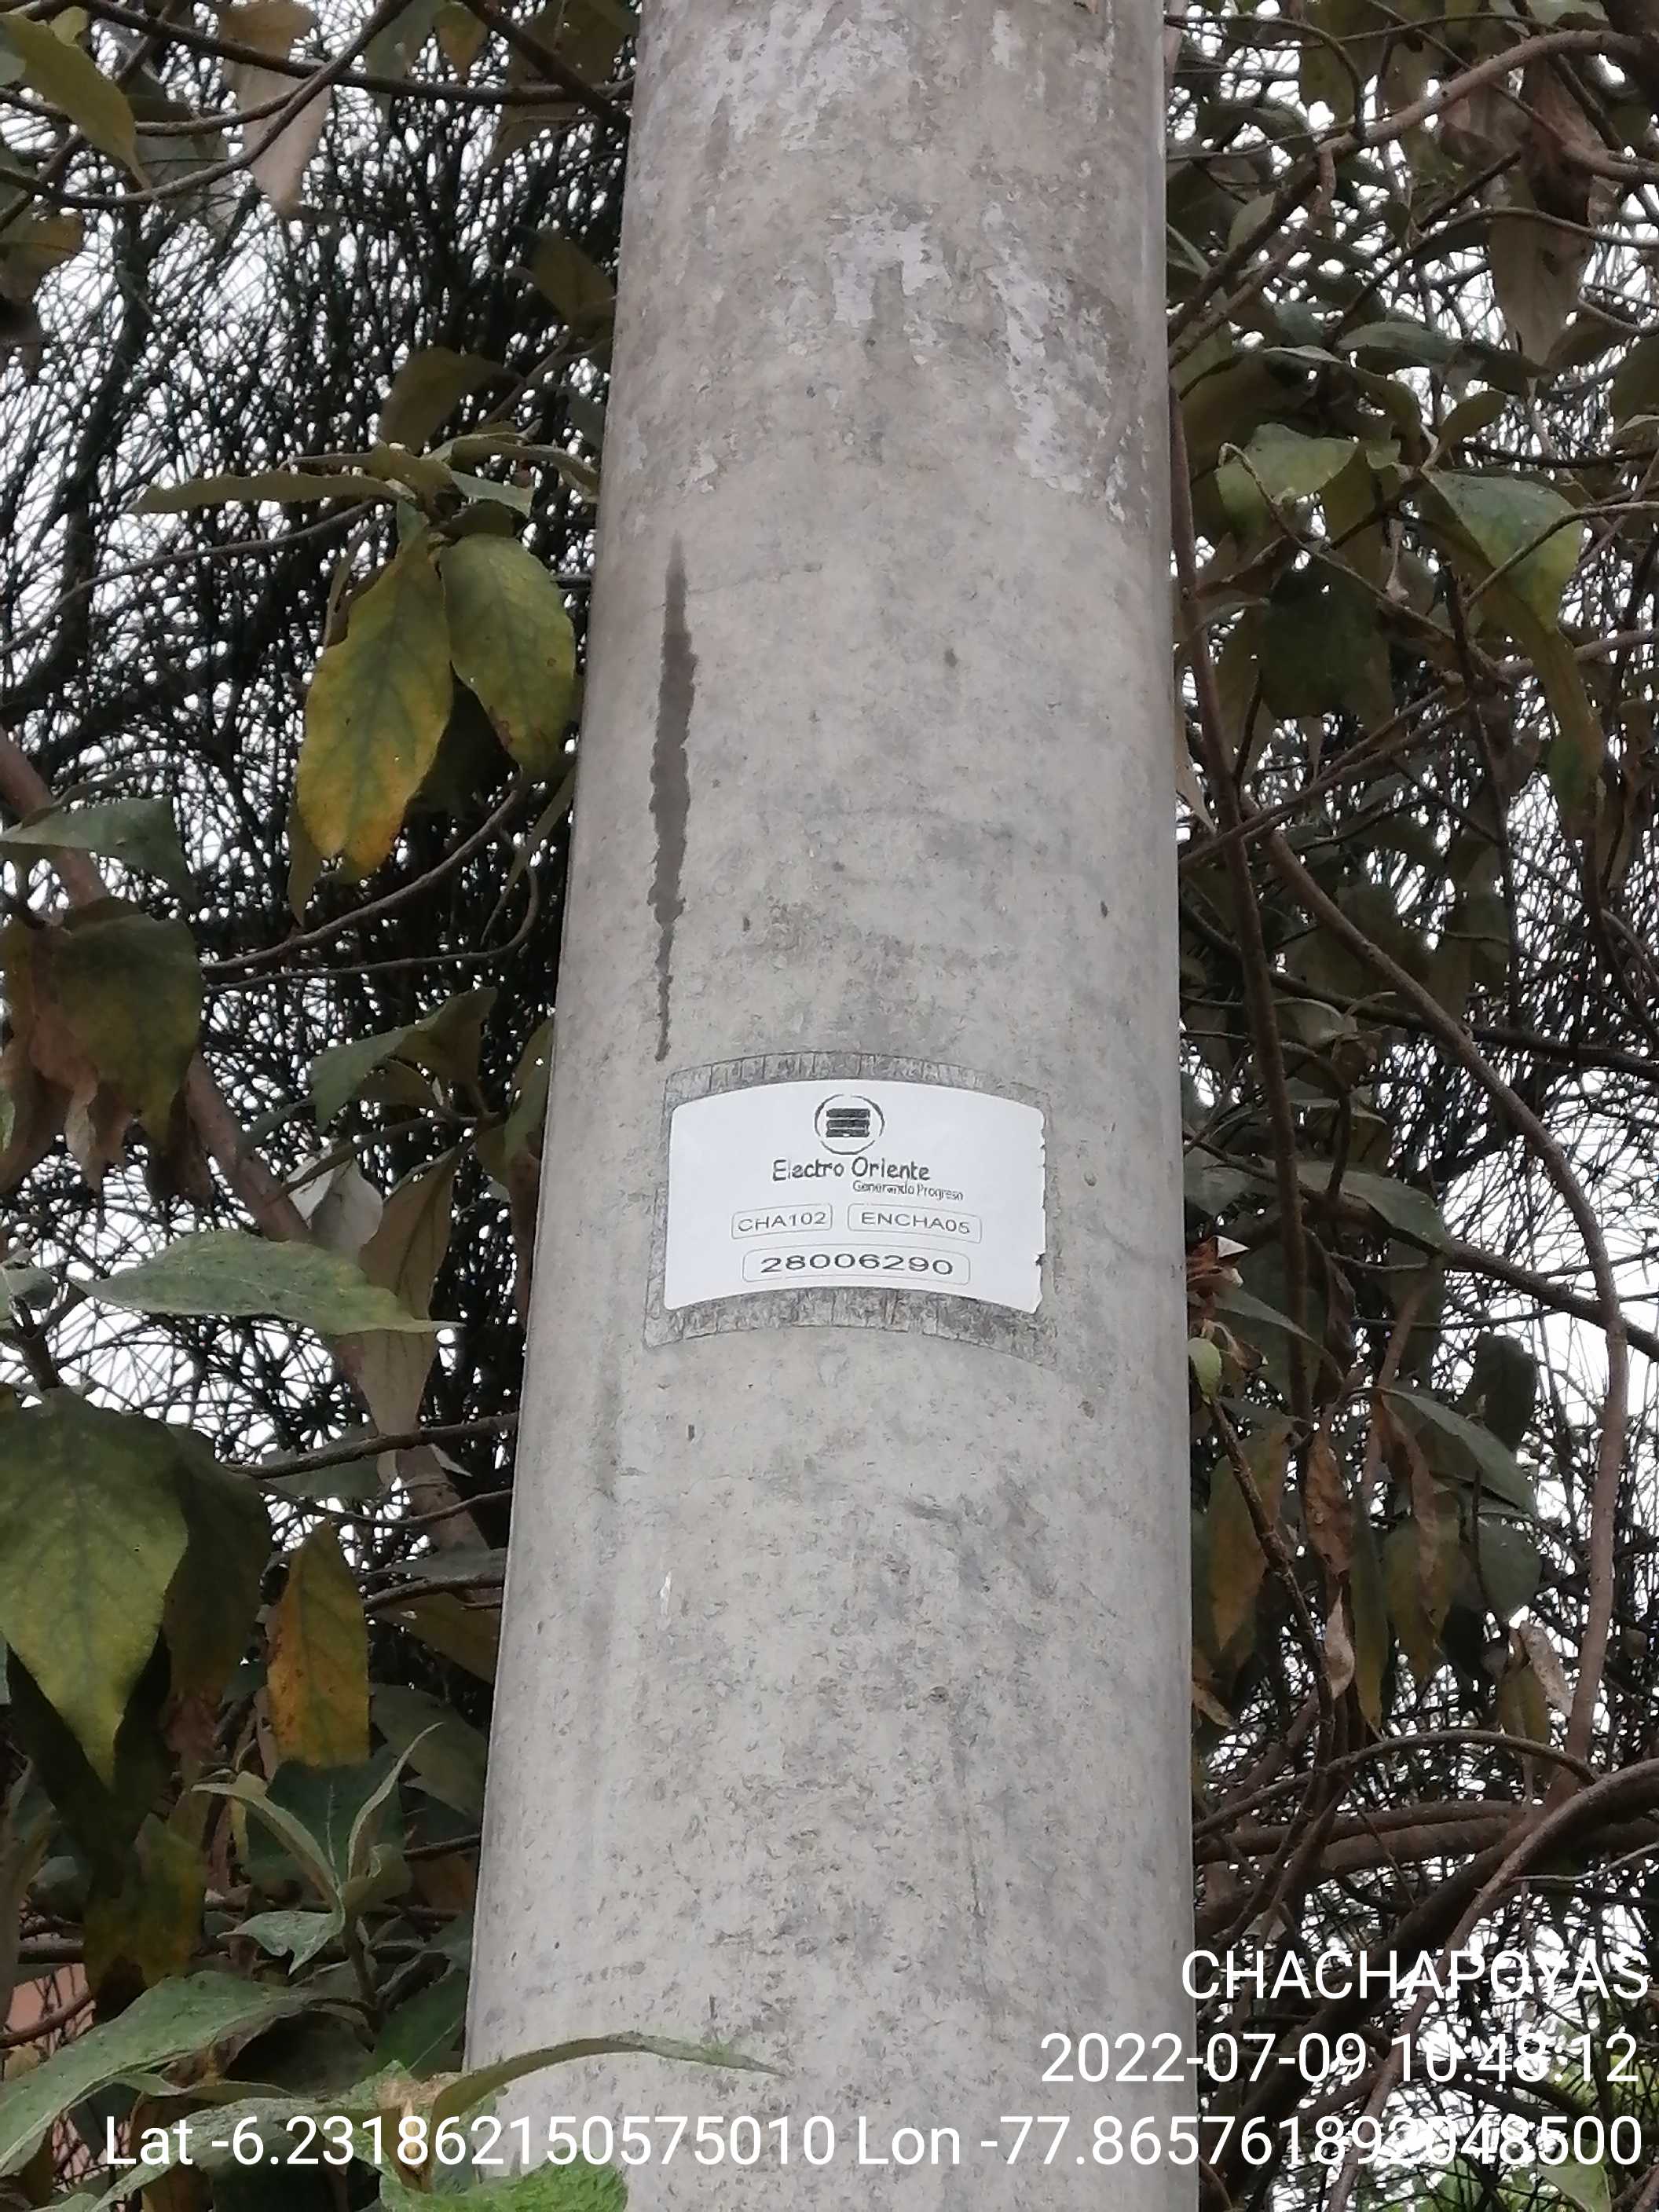 Electro Oriente
Generando Progreso
CHA102 ENCHA05
28006290
CHACHAPOYAS
2022-07-09 10:48:12
Lat -6.231862150575010 Lon -77.865761892048500